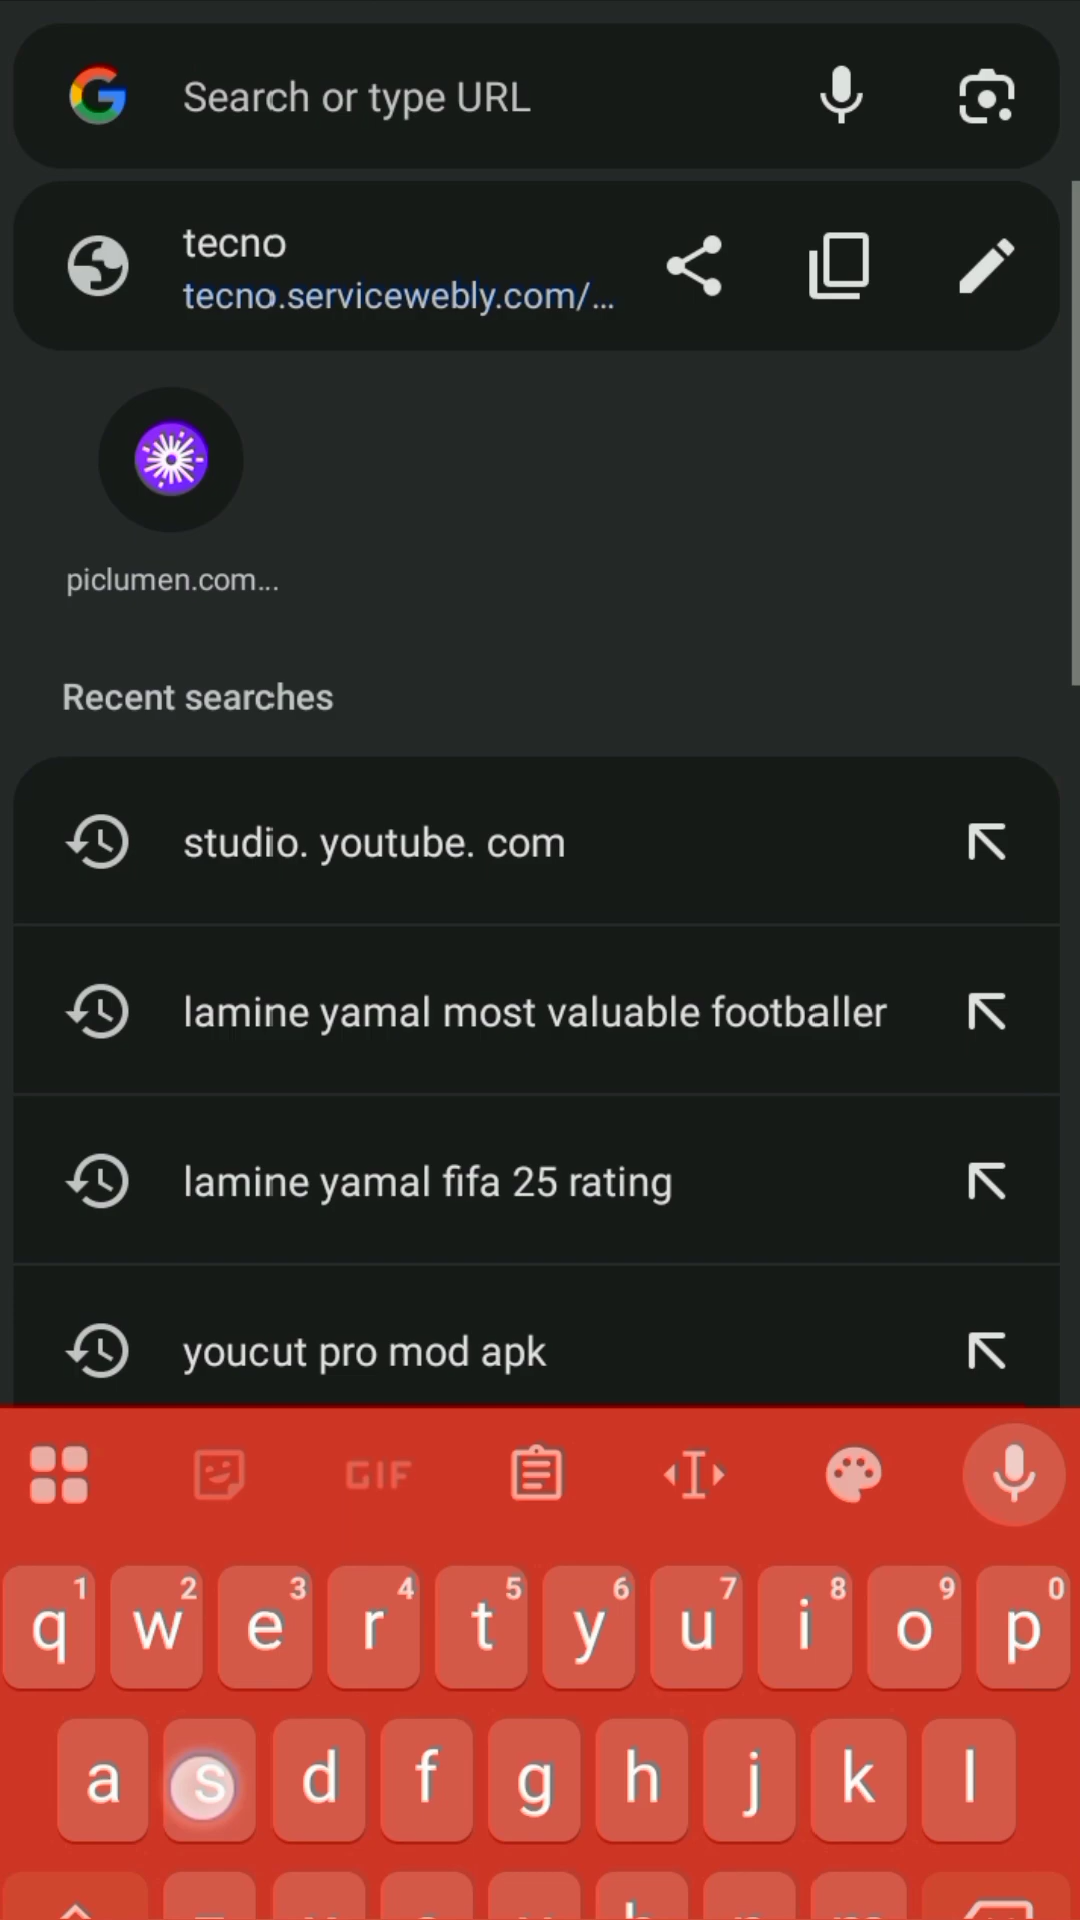 Search or type URL
tecno
tecno.servicewebly.com/...
piclumen.com...
Recent searches
studio. youtube. com
lamine yamal most valuable footballer
lamine yamal fifa 25 rating
youcut pro mod apk
GIF
1 2 3 4 5 6 7 8 9 0
q w e r t y u i o p
a s d f g h j k l